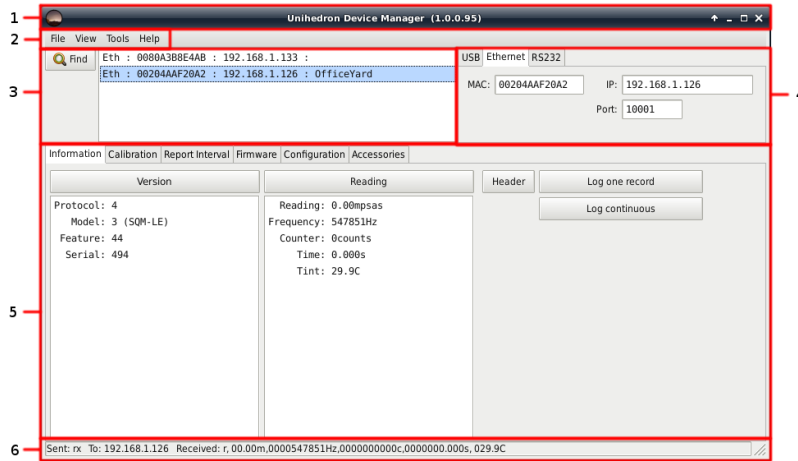 1
Unihedron Device Manager (1.0.0.95)
2
File View Tools Help
3
Find
Eth : 0080A3B8E4AB : 192.168.1.133 :
Eth : 00204AAF20A2 : 192.168.1.126 : OfficeYard
USB Ethernet RS232
MAC: 00204AAF20A2 IP: 192.168.1.126
Port: 10001
Information Calibration Report Interval Firmware Configuration Accessories
Version
Reading
Header
Log one record
Log continuous
Protocol: 4
Model: 3 (SQM-LE)
Feature: 44
Serial: 494
Reading: 0.00mpsas
Frequency: 547851Hz
Counter: 0counts
Time: 0.000s
Tint: 29.9C
5
6
Sent: rx To: 192.168.1.126 Received: r, 00.00m,0000547851Hz,0000000000c,0000000.000s, 029.9C